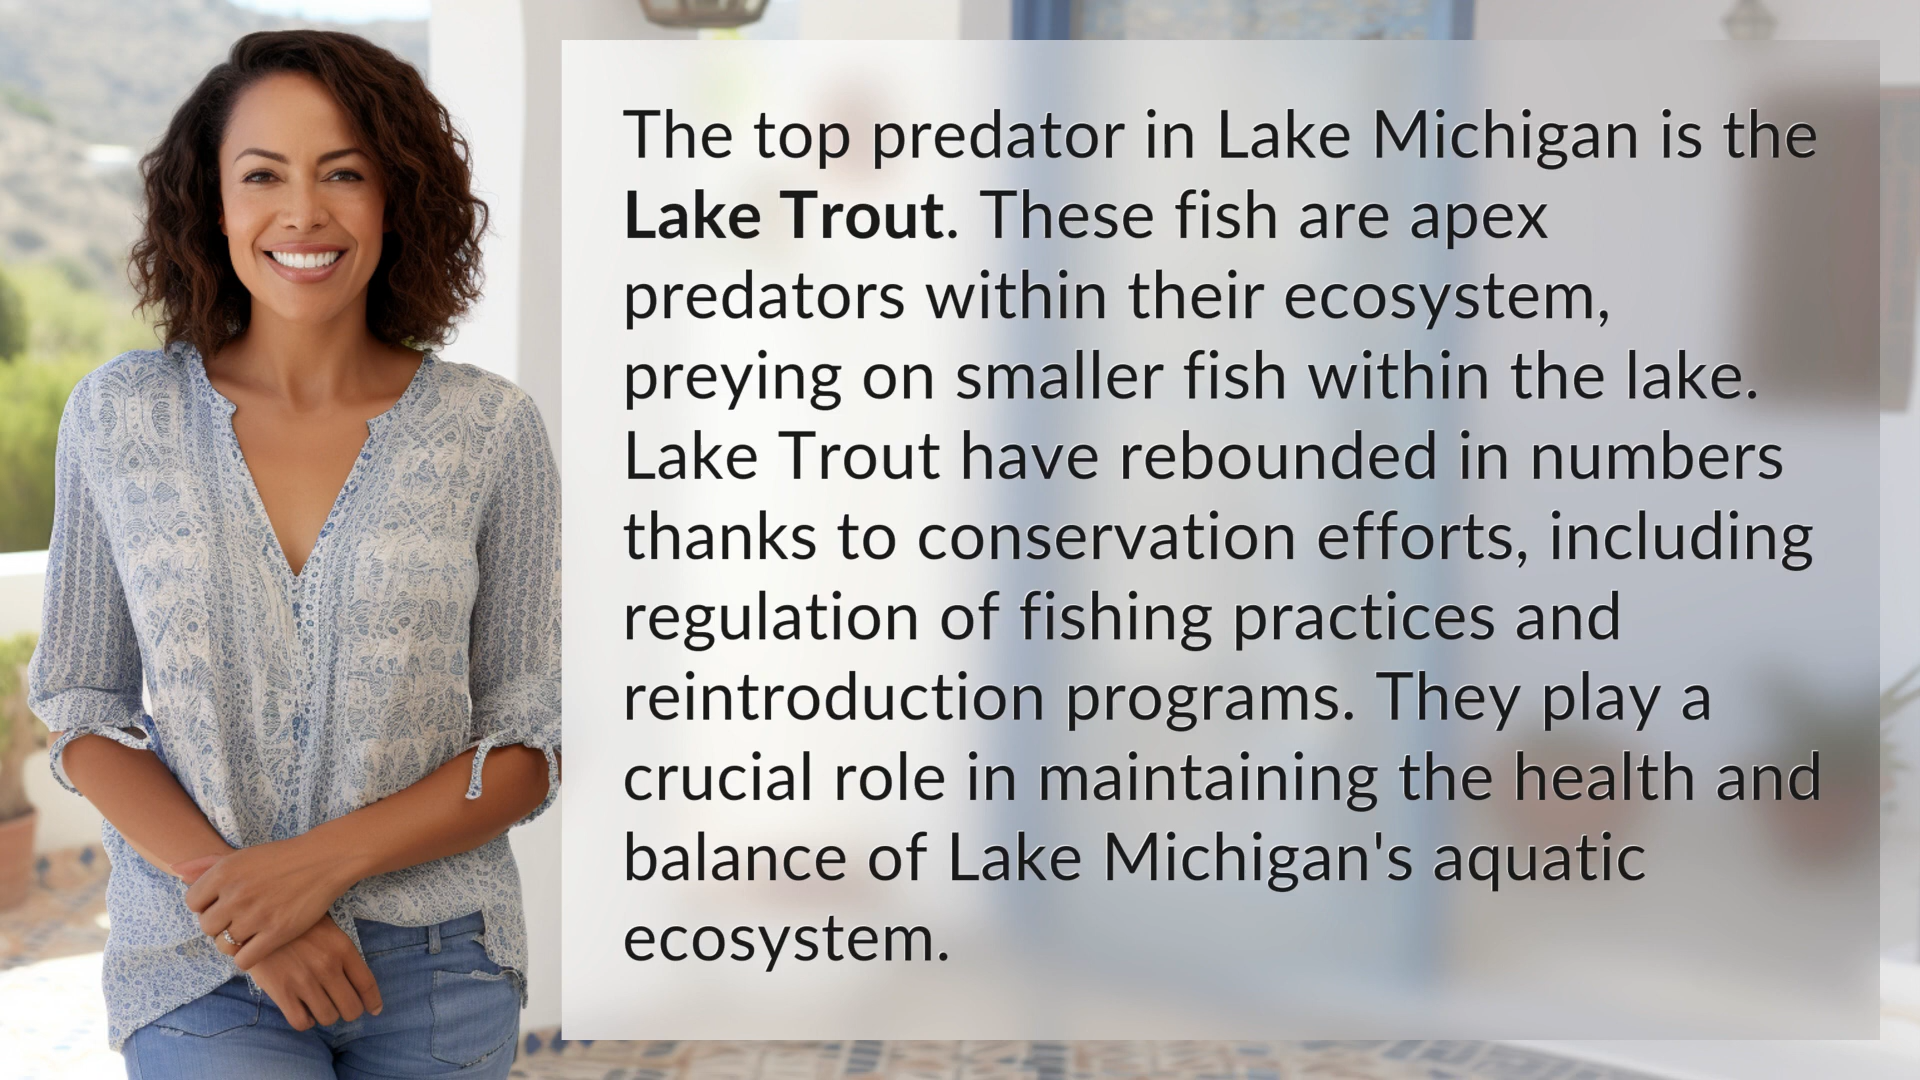 The top predator in Lake Michigan is the
Lake Trout. These fish are apex
predators within their ecosystem,
preying on smaller fish within the lake.
Lake Trout have rebounded in numbers
thanks to conservation efforts, including
regulation of fishing practices and
reintroduction programs. They play a
crucial role in maintaining the health and
balance of Lake Michigan's aquatic
ecosystem.